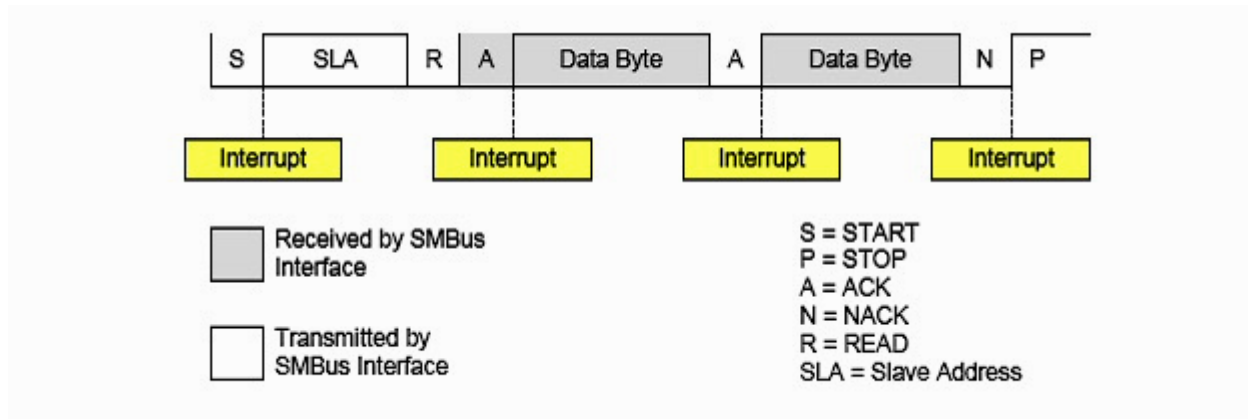 S SLA R A Data Byte A Data Byte N P
Interrupt Interrupt Interrupt Interrupt
Received by SMBus
Interface
Transmitted by
SMBus Interface
S = START
P = STOP
A = ACK
N = NACK
R = READ
SLA = Slave Address